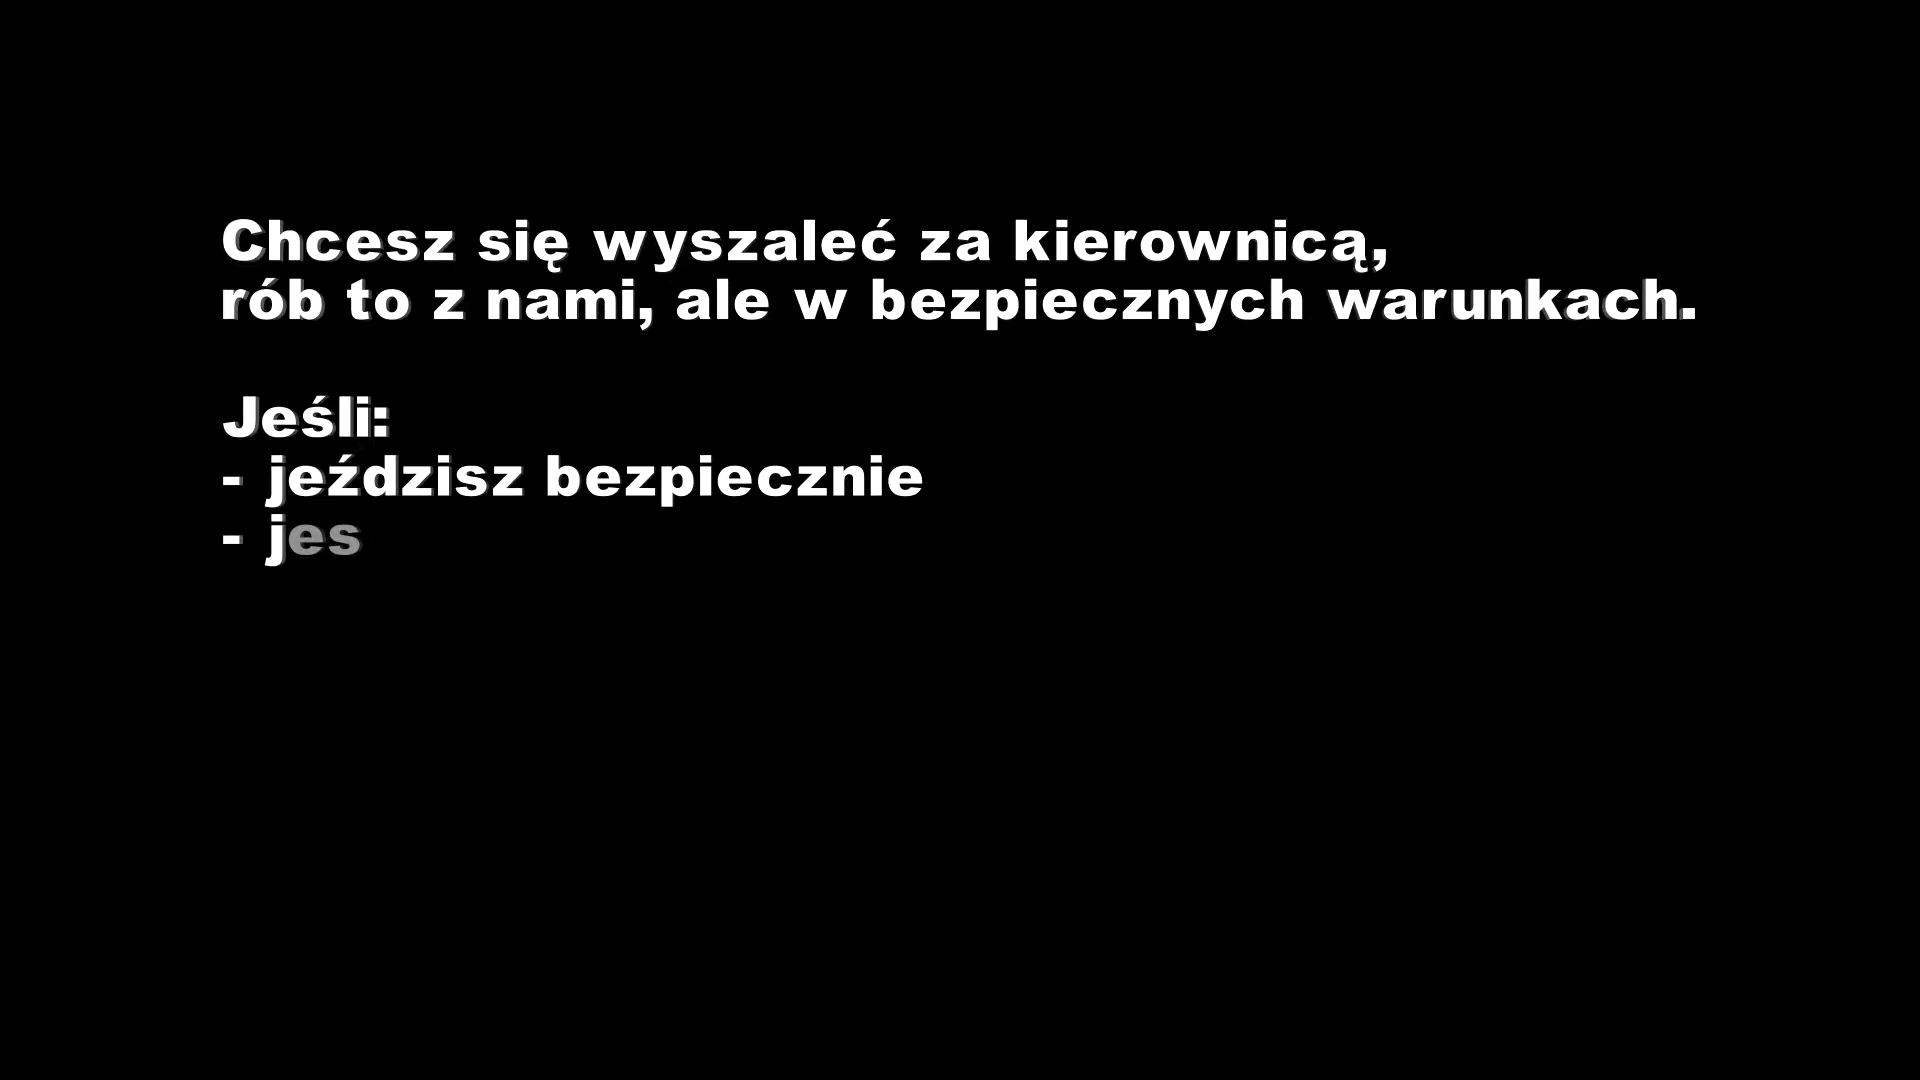 Chcesz się wyszaleć za kierownicą,
rób to z nami, ale w bezpiecznych warunkach.
Jeśli:
- jeździsz bezpiecznie
- jes